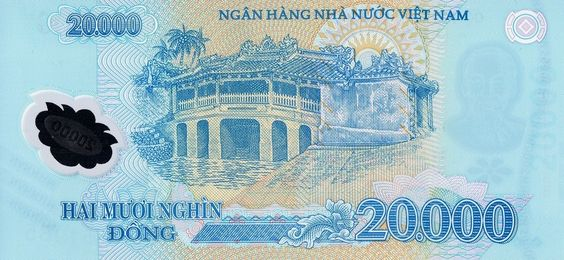 20.000
NGÂN HÀNG NHÀ NƯỚC VIỆT NAM
20000
HAI MƯƠI NGHÌN
ĐỒNG
20.000